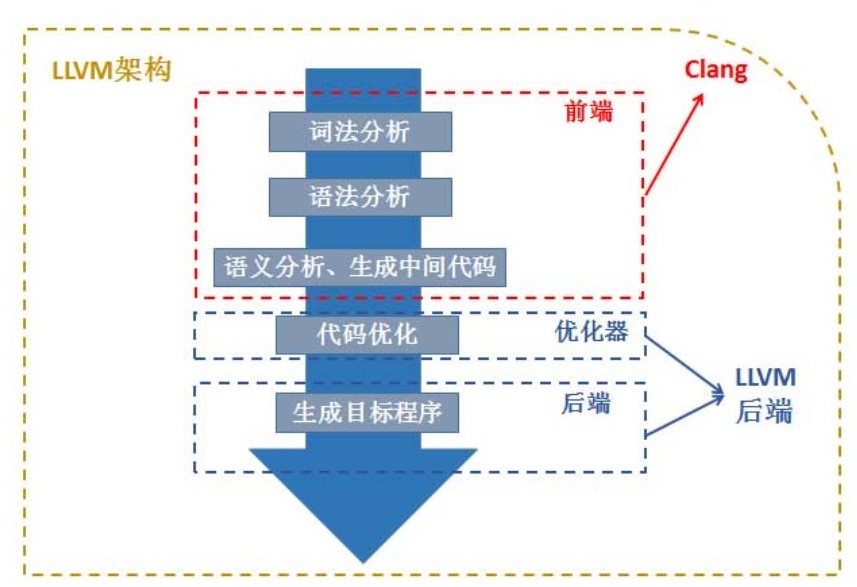 LLVM架构
Clang
前端
词法分析
语法分析
语义分析、生成中间代码
代码优化
优化器
生成目标程序
后端
LLVM
后端